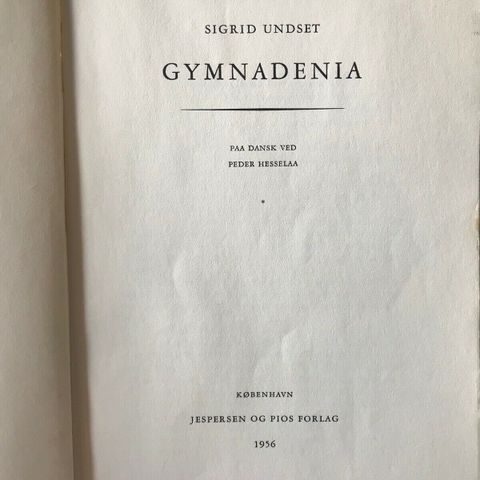 SIGRID UNDSET
GYMNADENIA
PAA DANSK VED
PEDER HESSELAA
*
KØBENHAVN
JESPERSEN OG PIOS FORLAG
1956